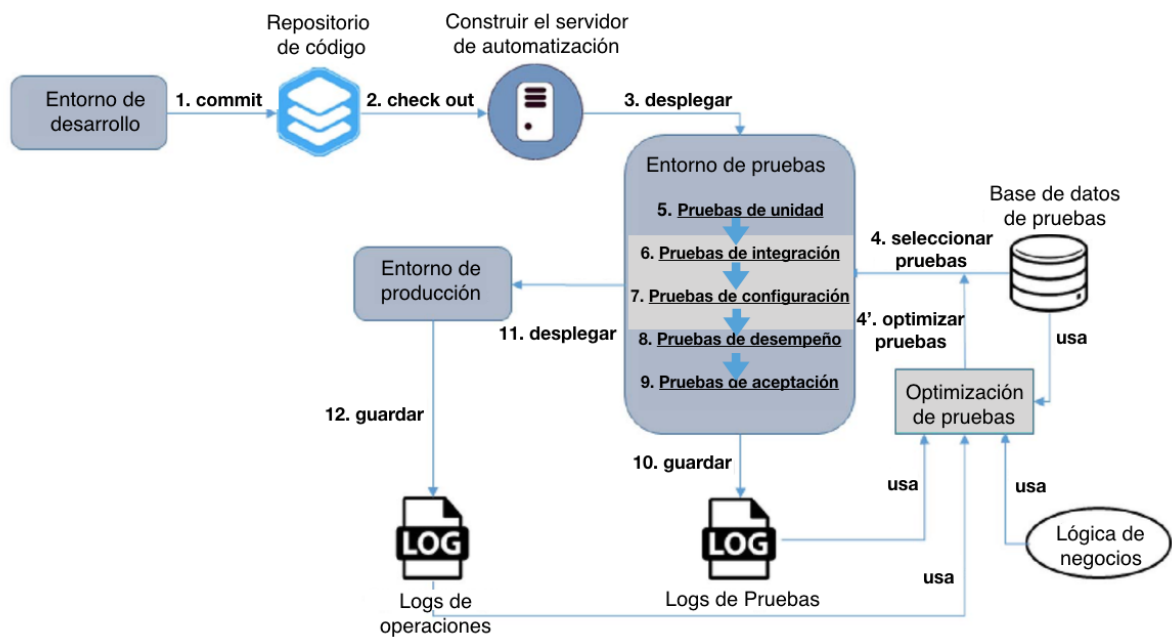 Repositorio
de código
Construir el servidor
de automatización
Entorno de
desarrollo
1. commit
2. check out
3. desplegar
Entorno de pruebas
5. Pruebas de unidad
6. Pruebas de integración
7. Pruebas de configuración
8. Pruebas de desempeño
9. Pruebas de aceptación
Base de datos
de pruebas
4. seleccionar
pruebas
4’. optimizar
pruebas
usa
Optimización
de pruebas
Entorno de
producción
11. desplegar
12. guardar
10. guardar
usa
usa
LOG
LOG
Lógica de
negocios
usa
Logs de
operaciones
Logs de Pruebas